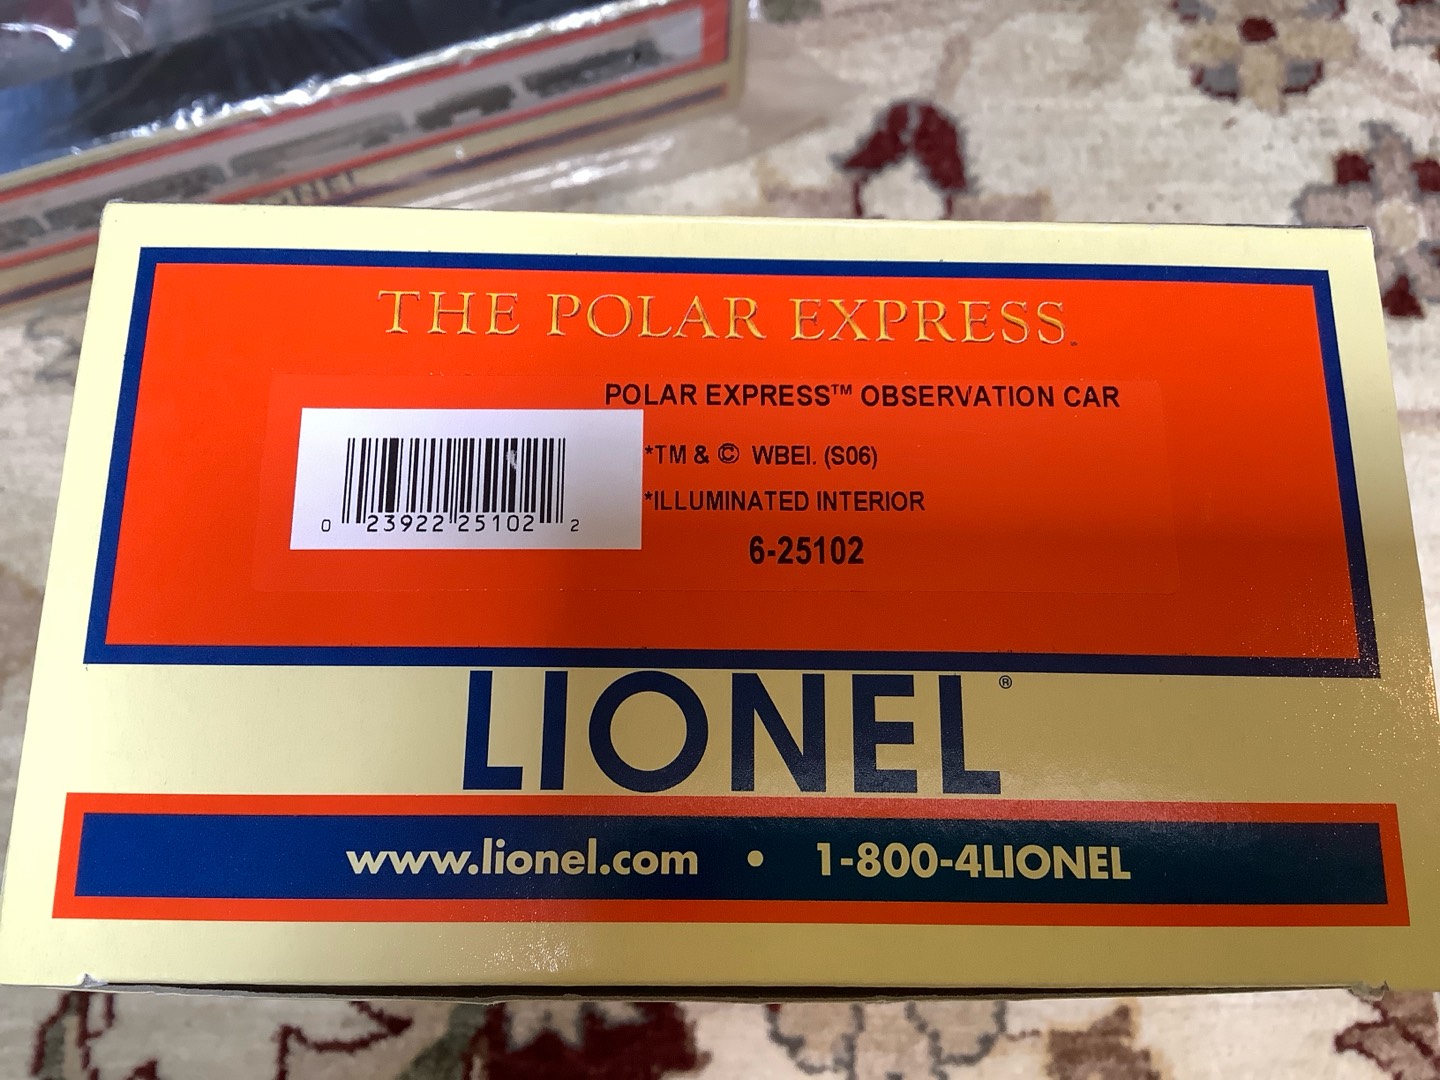 THE POLAR EXPRESS
POLAR EXPRESS™ OBSERVATION CAR
*TM & © WBEI. (S06)
*ILLUMINATED INTERIOR
6-25102
0 23922 25102 2
LIONEL®
www.lionel.com • 1-800-4LIONEL